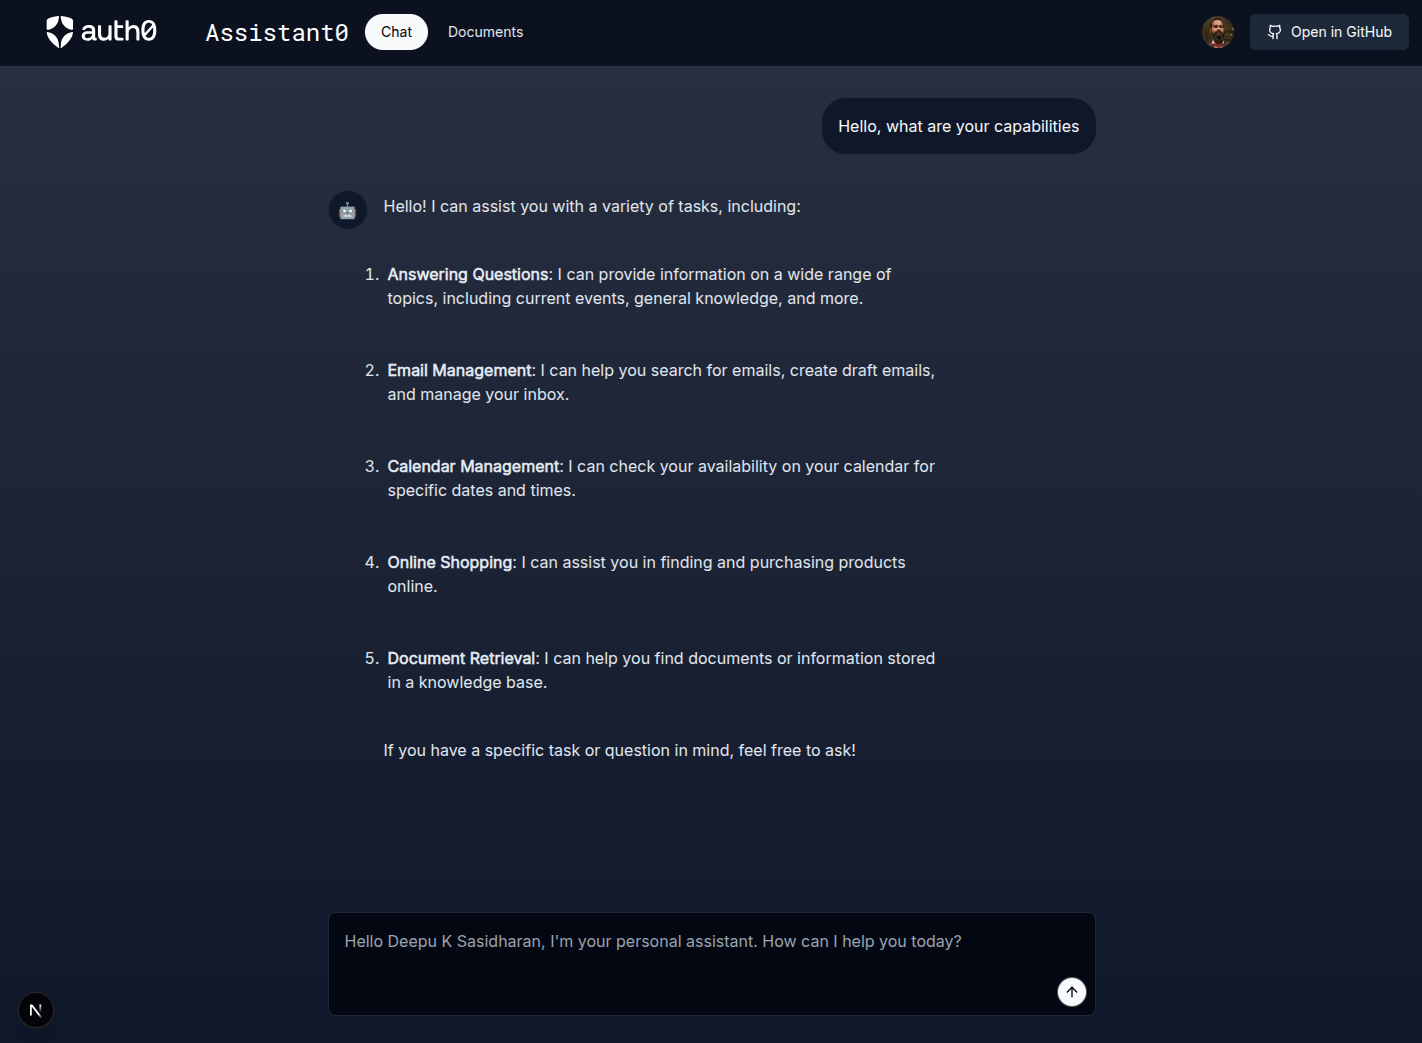 auth0
Assistant0
Chat
Documents
Open in GitHub
Hello, what are your capabilities
Hello! I can assist you with a variety of tasks, including:
1. Answering Questions: I can provide information on a wide range of
topics, including current events, general knowledge, and more.
2. Email Management: I can help you search for emails, create draft emails,
and manage your inbox.
3. Calendar Management: I can check your availability on your calendar for
specific dates and times.
4. Online Shopping: I can assist you in finding and purchasing products
online.
5. Document Retrieval: I can help you find documents or information stored
in a knowledge base.
If you have a specific task or question in mind, feel free to ask!
Hello Deepu K Sasidharan, I'm your personal assistant. How can I help you today?
N